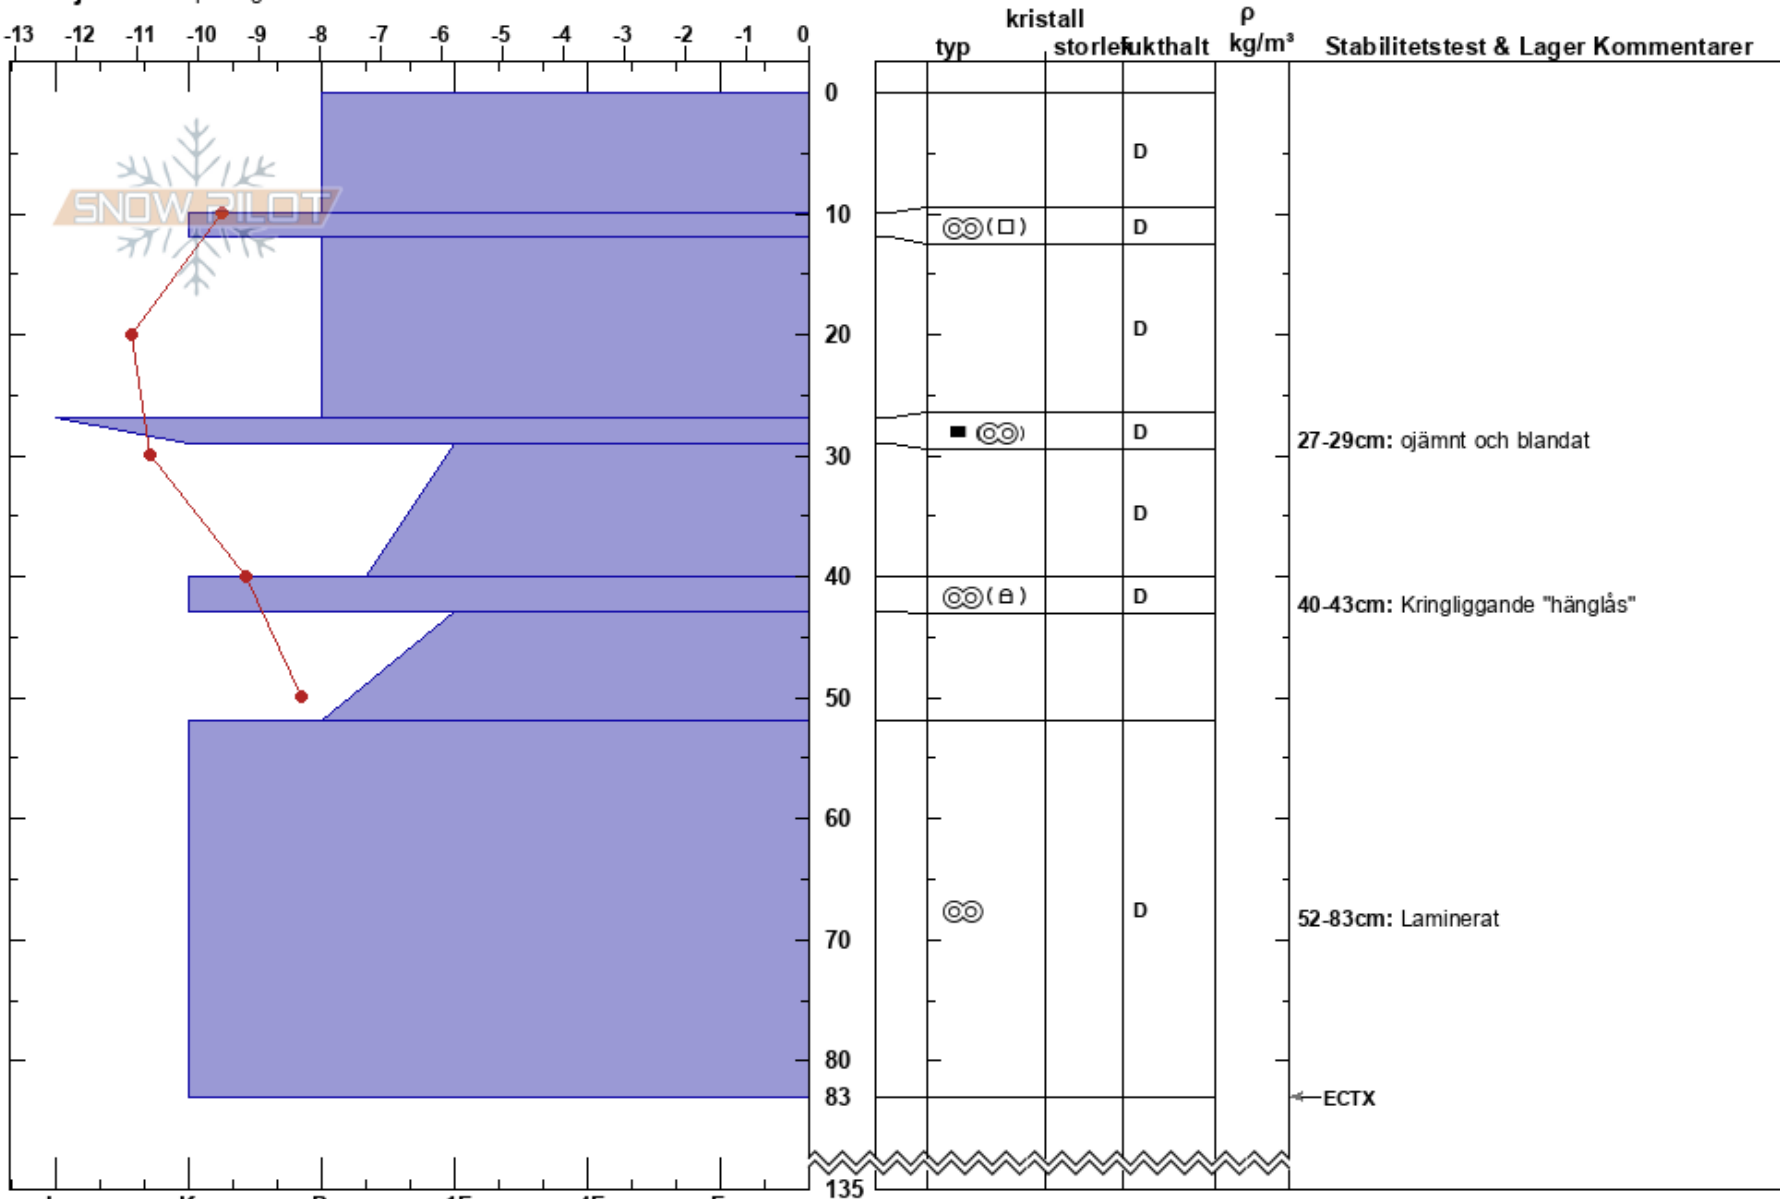 kristall ρ
-13 -12 -11 -10 -9 -8 -7 -6 -5 -4 -3 -2 -1 0 typ storlek fukthalt kg/m³ Stabilitetstest & Lager Kommentarer
0
D
SNOW PILOT
10 ( ) D
20 D
27-29cm: ojämnt och blandat
( ) D
30
D
40
( ) D
40-43cm: Kringliggande "hänglås"
50
60
D
52-83cm: Laminerat
70
80
83 ECTX
135